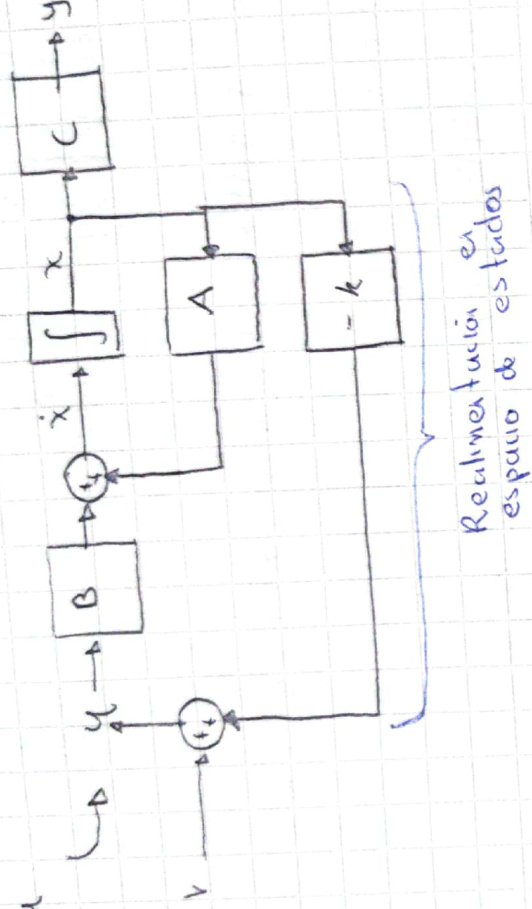 u
r
u
B
ẋ
∫
x
C
y
A
-k
Realimentación en
espacio de estados